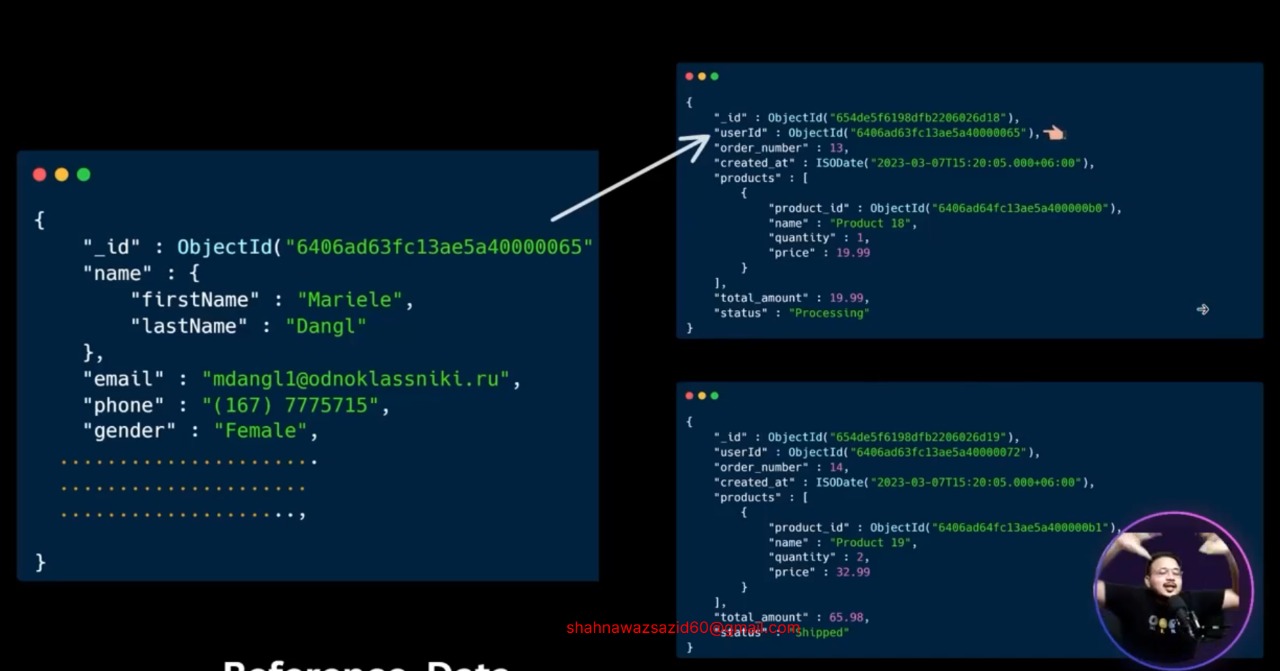 {
"_id" : ObjectId("6406ad63fc13ae5a40000065"
"name" : {
"firstName" : "Mariele",
"lastName" : "Dangl"
},
"email" : "mdangl1@odnoklassniki.ru",
"phone" : "(167) 7775715",
"gender" : "Female",
......................
.....................
....................,
}
Reference Data
{
"_id" : ObjectId("654de5f6198dfb2206026d18"),
"userId" : ObjectId("6406ad63fc13ae5a40000065"),
"order_number" : 13,
"created_at" : ISODate("2023-03-07T15:20:05.000+06:00"),
"products" : [
{
"product_id" : ObjectId("6406ad64fc13ae5a400000b0"),
"name" : "Product 18",
"quantity" : 1,
"price" : 19.99
}
],
"total_amount" : 19.99,
"status" : "Processing"
}
{
"_id" : ObjectId("654de5f6198dfb2206026d19"),
"userId" : ObjectId("6406ad63fc13ae5a40000072"),
"order_number" : 14,
"created_at" : ISODate("2023-03-07T15:20:05.000+06:00"),
"products" : [
{
"product_id" : ObjectId("6406ad64fc13ae5a400000b1"),
"name" : "Product 19",
"quantity" : 2,
"price" : 32.99
}
],
"total_amount" : 65.98,
"status" : "Shipped"
}
shahnawazsazid60@gmail.com